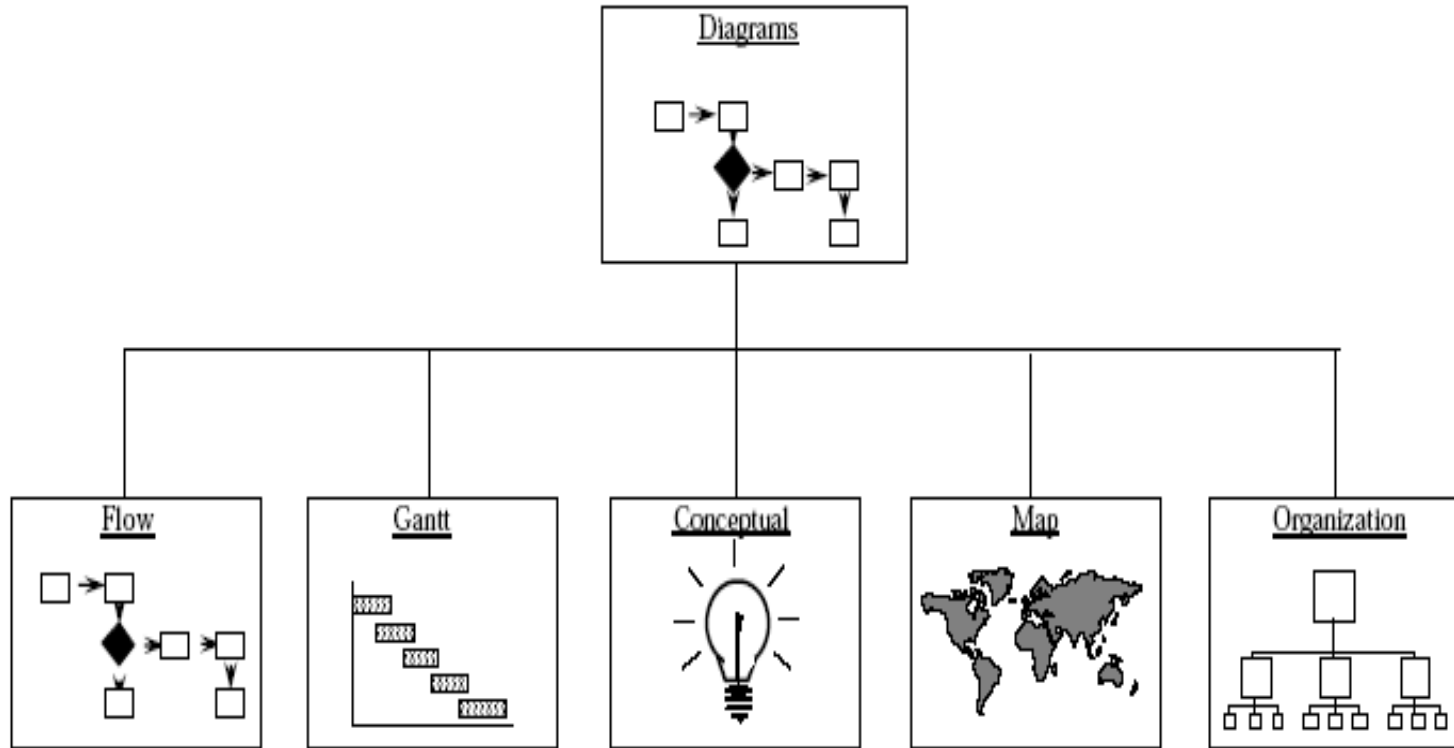 Diagrams
Flow
Gantt
Conceptual
Map
Organization